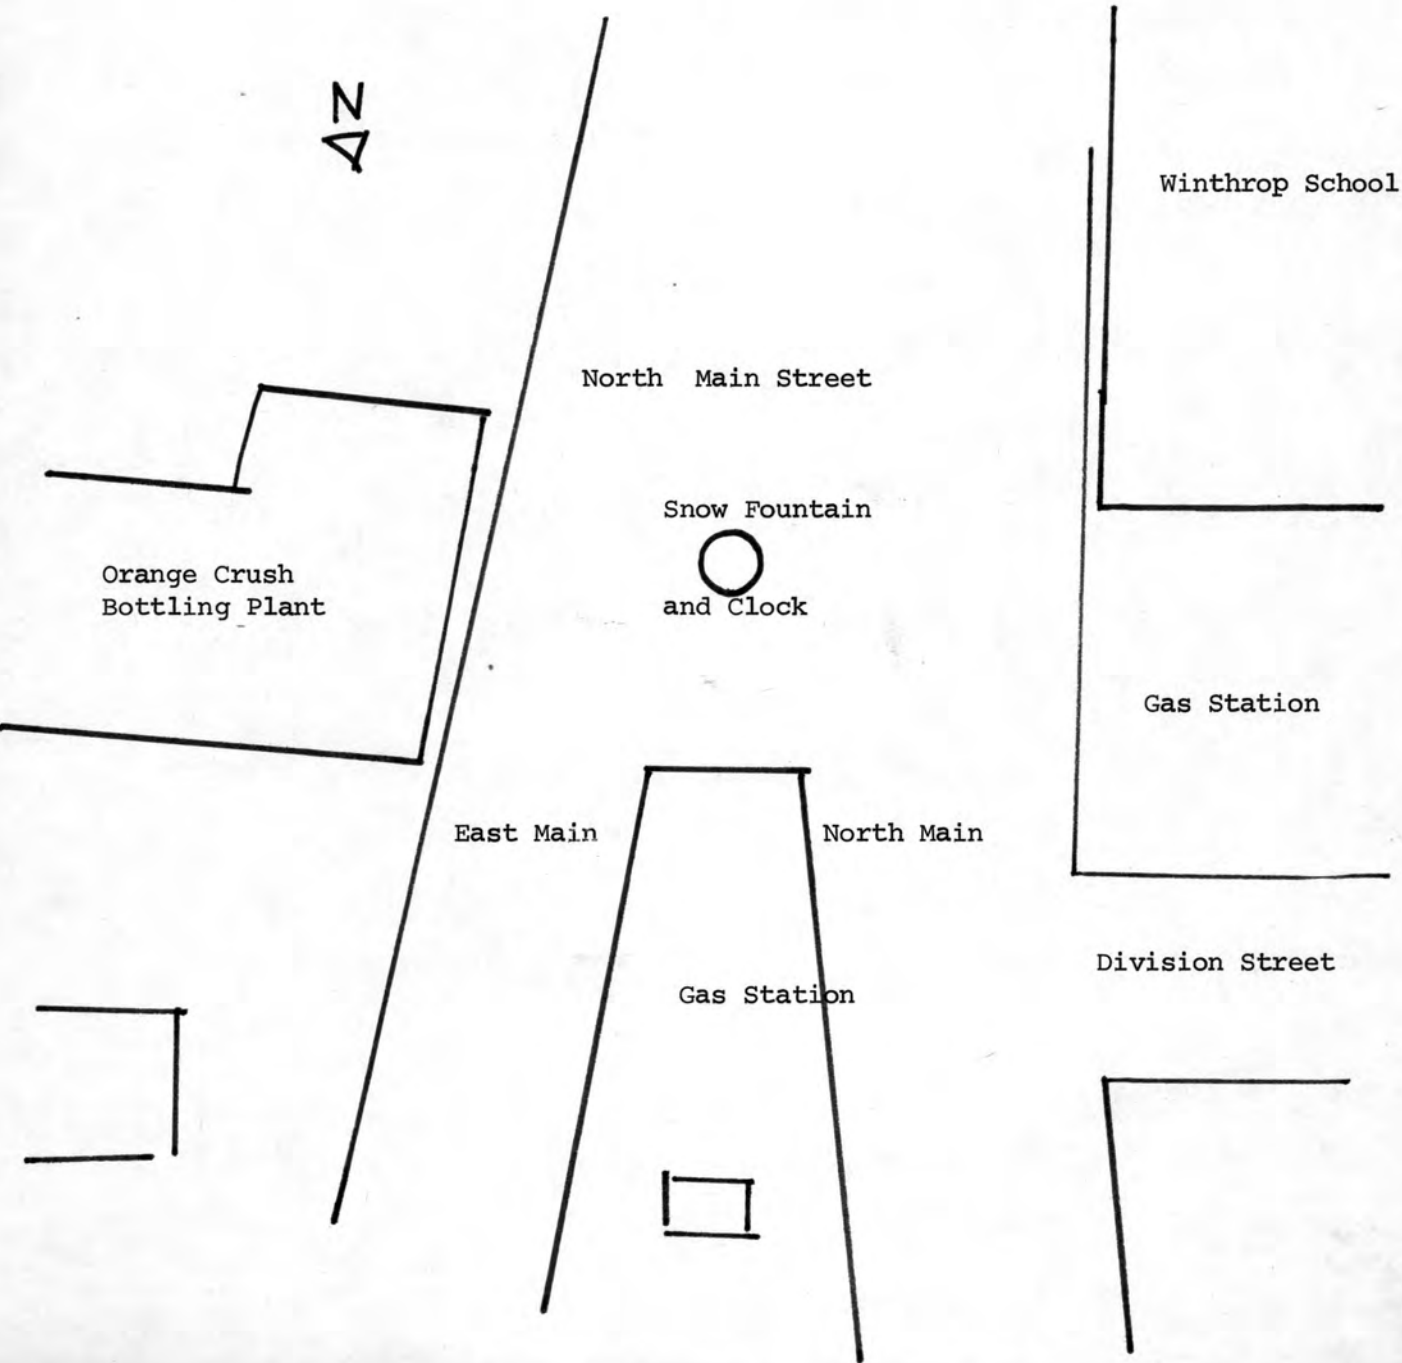 N
Winthrop School
North Main Street
Snow Fountain
and Clock
Orange Crush
Bottling Plant
Gas Station
East Main
North Main
Division Street
Gas Station